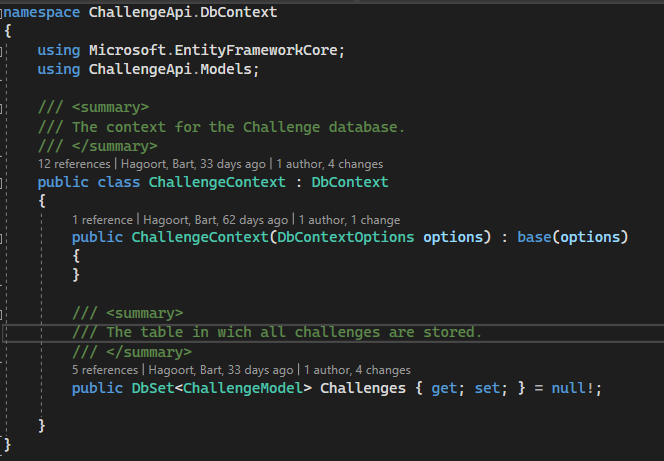 namespace ChallengeApi.DbContext
{
using Microsoft.EntityFrameworkCore;
using ChallengeApi.Models;
/// <summary>
/// The context for the Challenge database.
/// </summary>
12 references | Hagoort, Bart, 33 days ago | 1 author, 4 changes
public class ChallengeContext : DbContext
{
1 reference | Hagoort, Bart, 62 days ago | 1 author, 1 change
public ChallengeContext(DbContextOptions options) : base(options)
{
}
/// <summary>
/// The table in wich all challenges are stored.
/// </summary>
5 references | Hagoort, Bart, 33 days ago | 1 author, 4 changes
public DbSet<ChallengeModel> Challenges { get; set; } = null!;
}
}